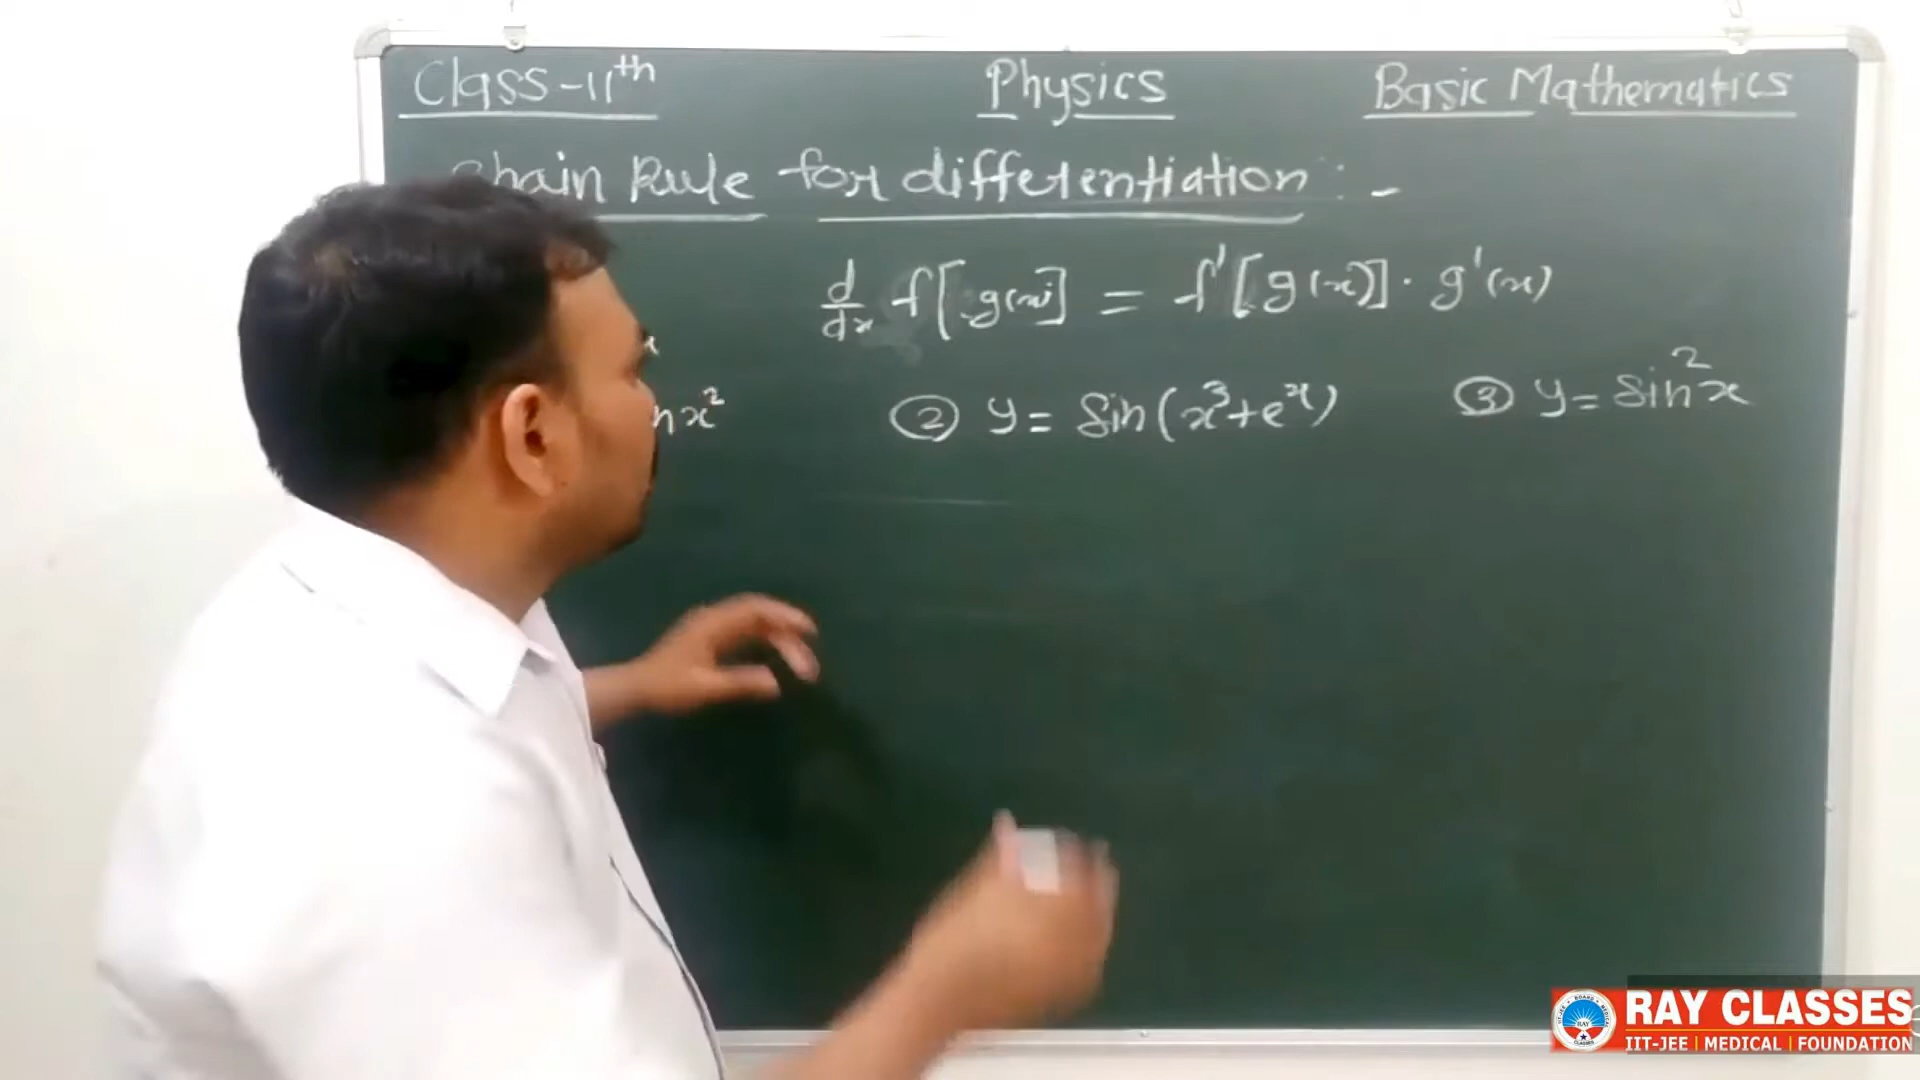 Class-11th Physics Basic Mathematics
Chain Rule for differentiation :-
d/dx f[g(x)] = f'[g(x)] · g'(x)
x²
② y = Sin(x³+eˣ) ③ y = Sin²x
RAY CLASSES
IIT-JEE | MEDICAL | FOUNDATION